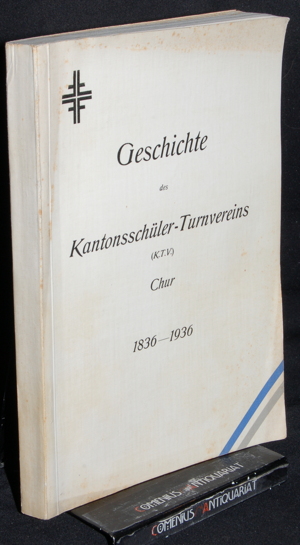 Geschichte
des
Kantonsschüler-Turnvereins
(K.T.V.)
Chur
1836—1936
COMENIUS ANTIQUARIAT
COMENIUS ANTIQUARIAT